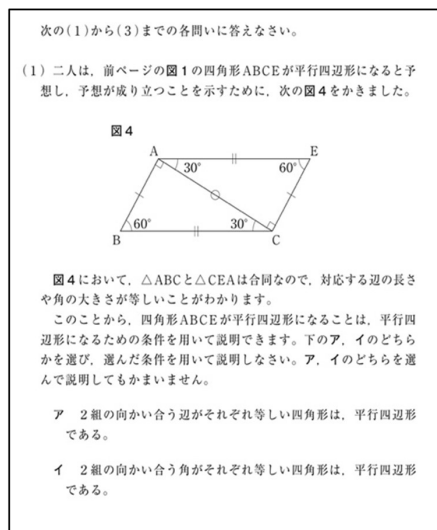 次の(1)から(3)までの各問いに答えなさい。
(1) 二人は，前ページの図1の四角形ABCEが平行四辺形になると予
想し，予想が成り立つことを示すために，次の図4をかきました。
図4
A
E
30°
60°
60°
30°
B
C
図4において，△ABCと△CEAは合同なので，対応する辺の長さ
や角の大きさが等しいことがわかります。
このことから，四角形ABCEが平行四辺形になることは，平行四
辺形になるための条件を用いて説明できます。下のア，イのどちら
かを選び，選んだ条件を用いて説明しなさい。ア，イのどちらを選
んで説明してもかまいません。
ア 2組の向かい合う辺がそれぞれ等しい四角形は，平行四辺形
である。
イ 2組の向かい合う角がそれぞれ等しい四角形は，平行四辺形
である。